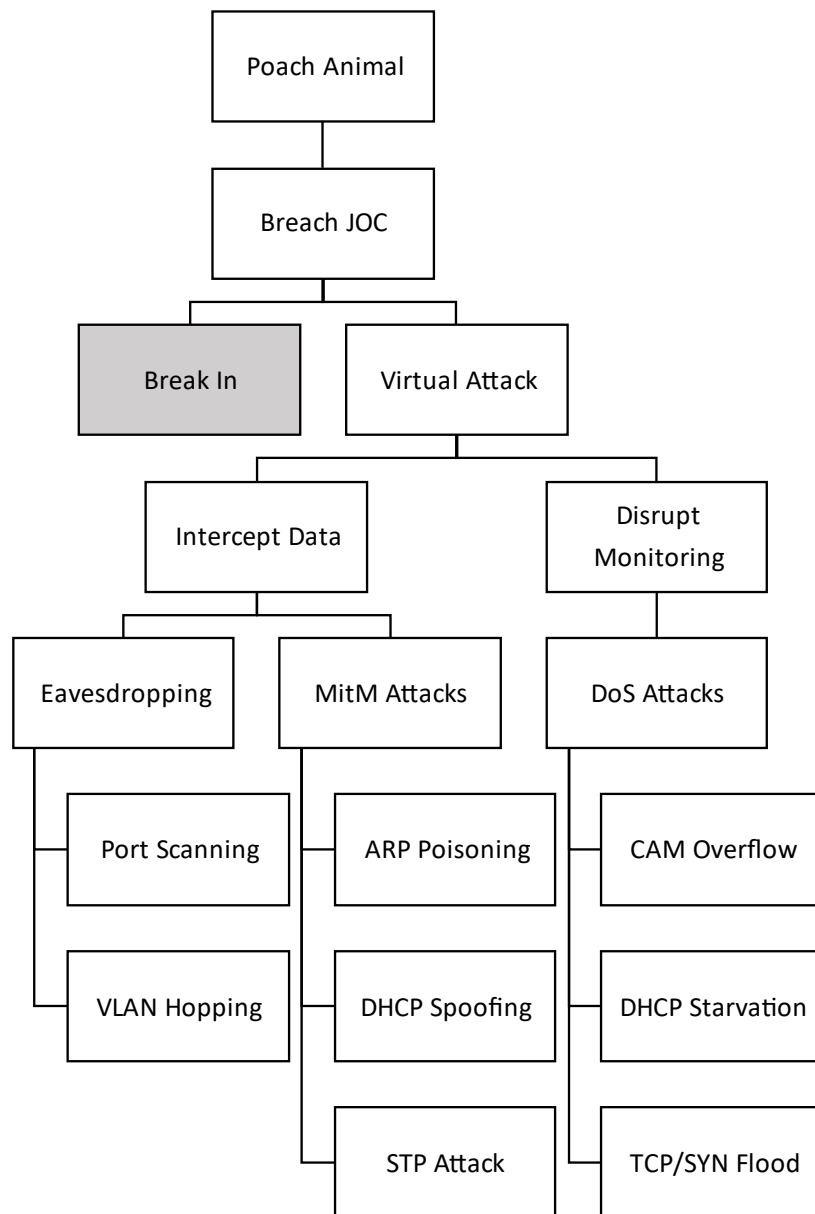 Poach Animal
Breach JOC
Break In
Virtual Attack
Intercept Data
Disrupt
Monitoring
Eavesdropping
MitM Attacks
DoS Attacks
Port Scanning
ARP Poisoning
CAM Overflow
VLAN Hopping
DHCP Spoofing
DHCP Starvation
STP Attack
TCP/SYN Flood